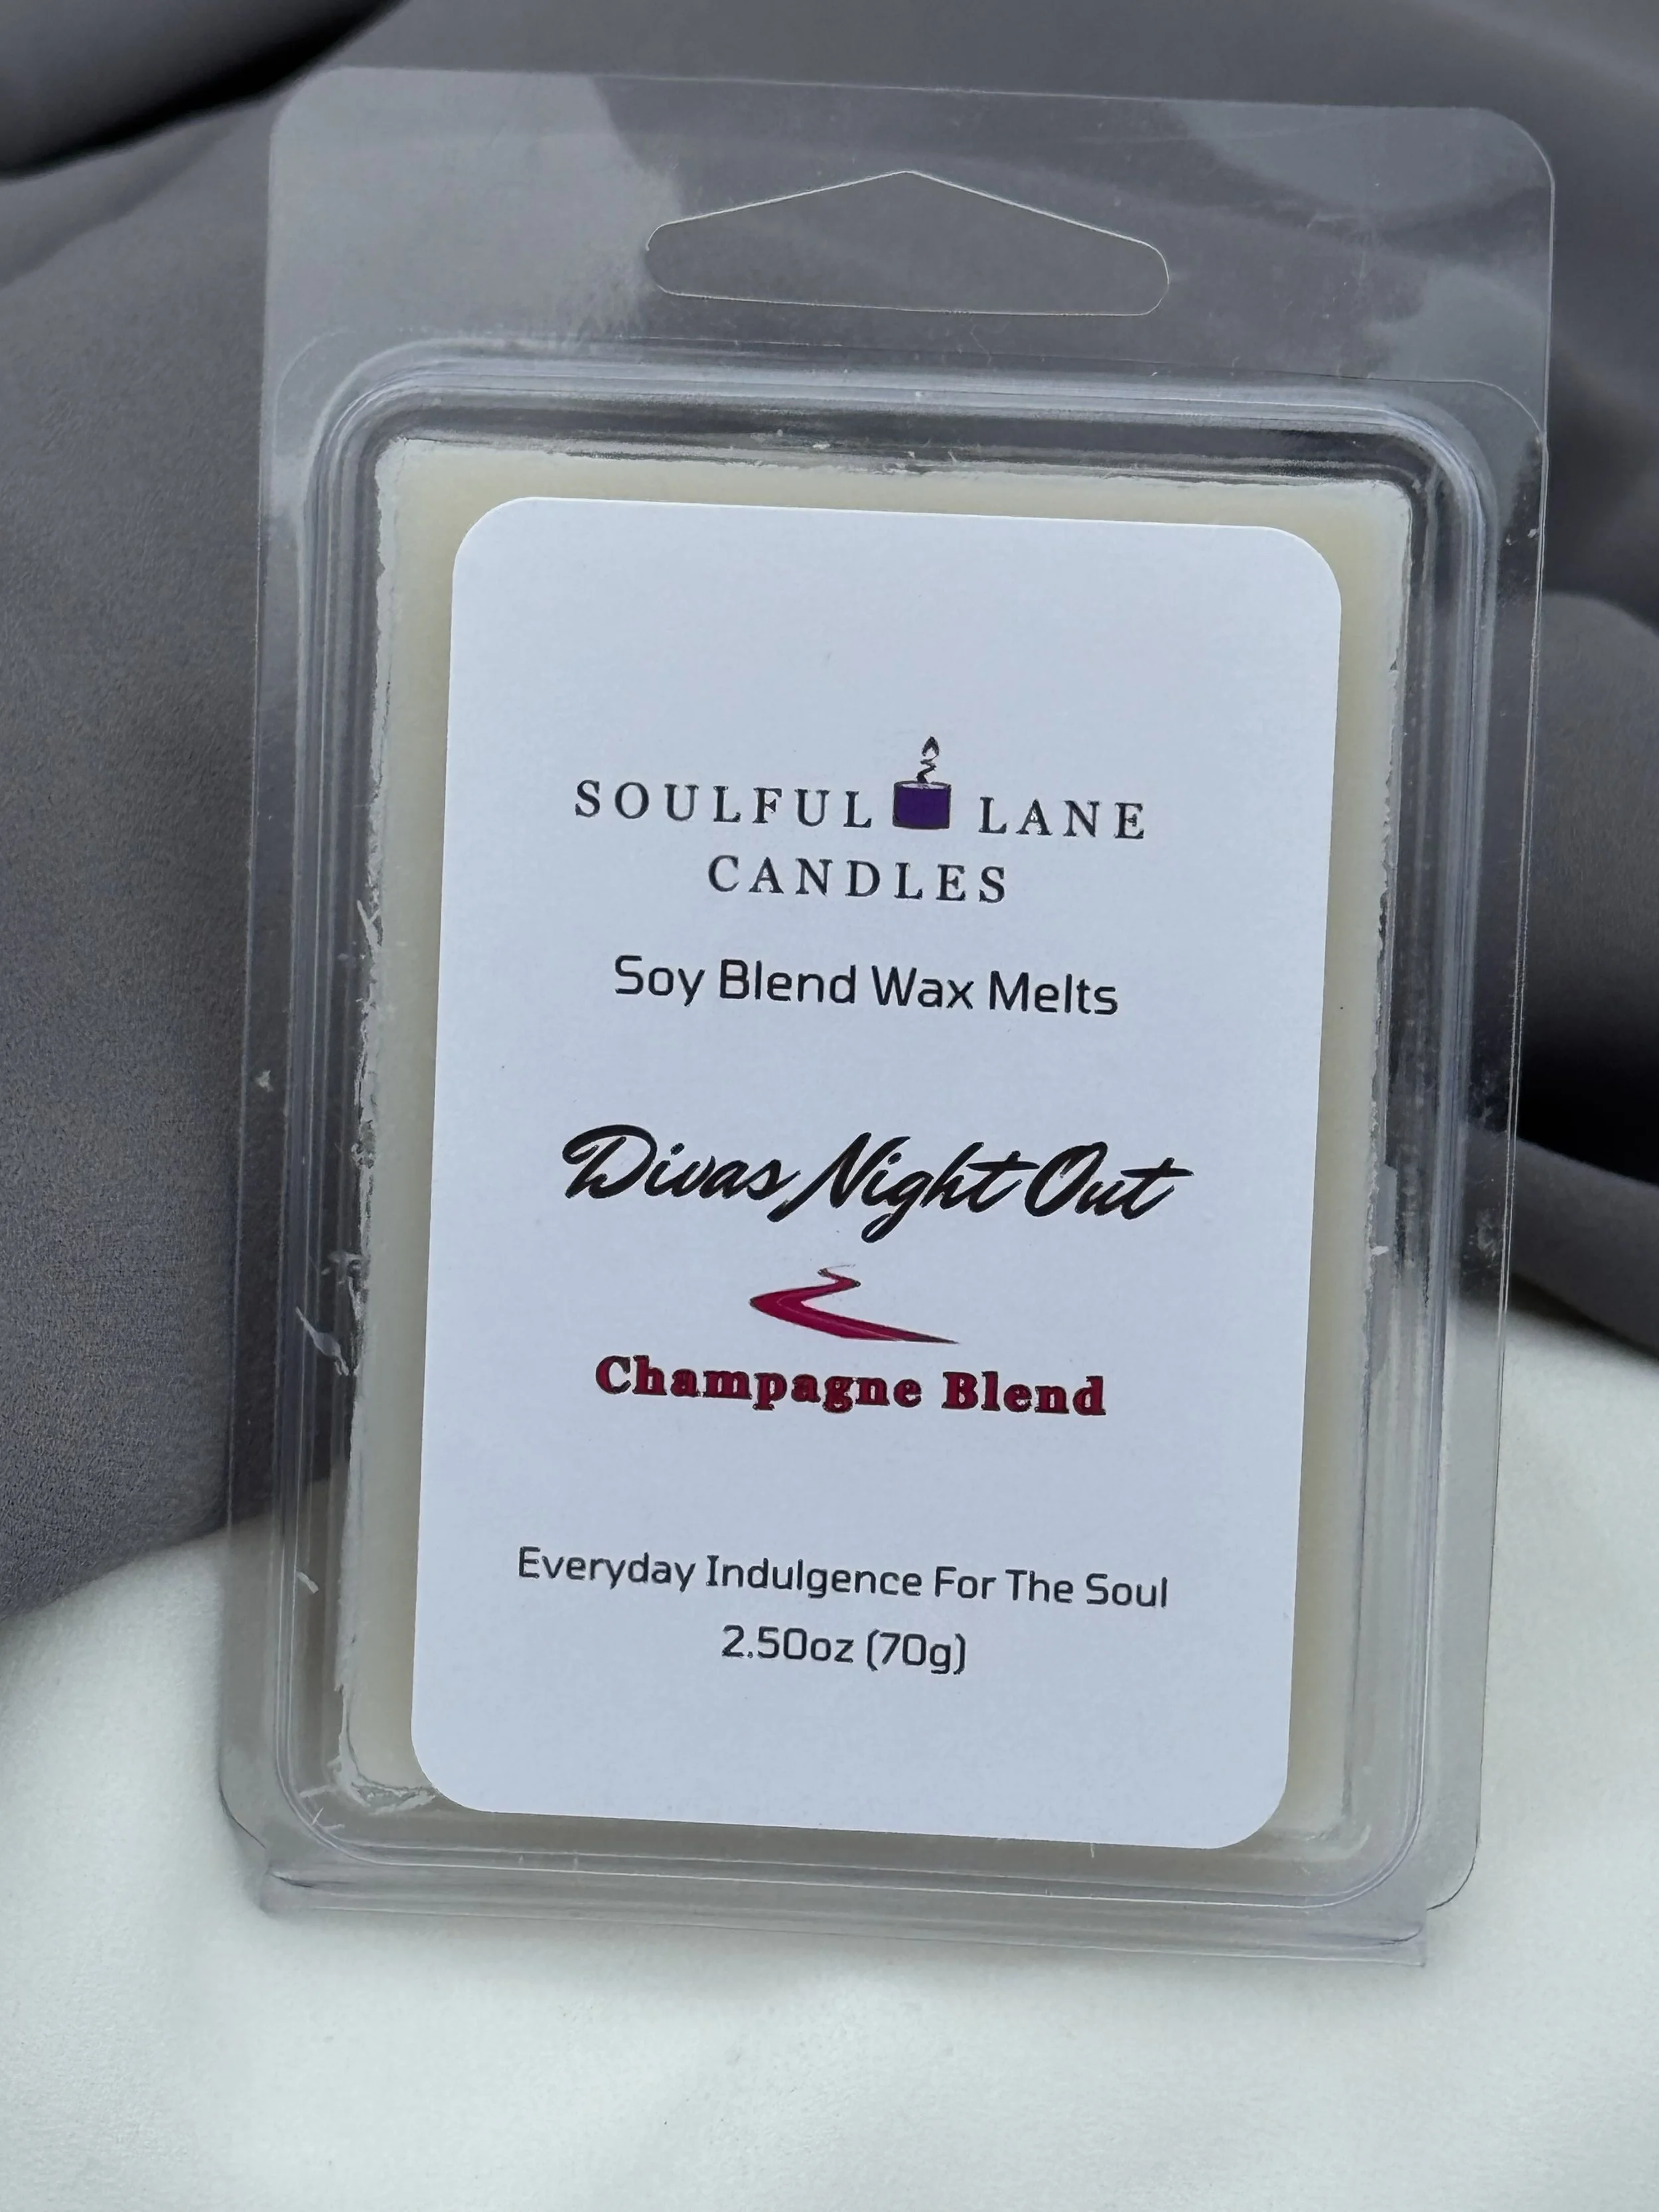 SOULFUL LANE
CANDLES
Soy Blend Wax Melts
Divas Night Out
Champagne Blend
Everyday Indulgence For The Soul
2.50oz (70g)